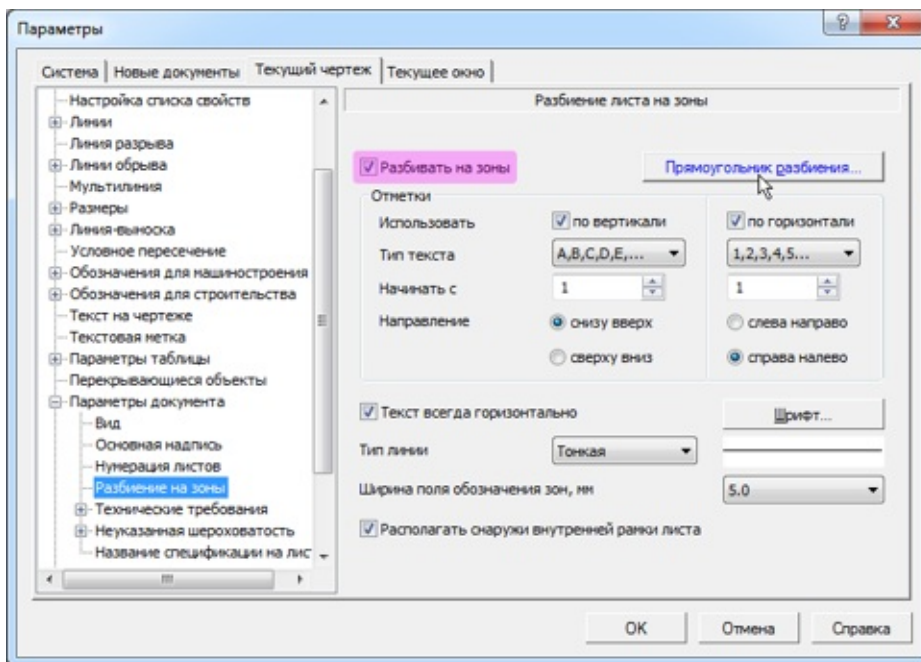 Параметры
Система Новые документы Текущий чертеж Текущее окно
Настройка списка свойств
Линии
Линия разрыва
Линии обрыва
Мультилиния
Размеры
Линия-выноска
Условное пересечение
Обозначения для машиностроения
Обозначения для строительства
Текст на чертеже
Текстовая метка
Параметры таблицы
Перекрывающиеся объекты
Параметры документа
Вид
Основная надпись
Нумерация листов
Разбиение на зоны
Технические требования
Неуказанная шероховатость
Название спецификации на лис
Разбиение листа на зоны
Разбивать на зоны
Прямоугольник разбиения...
Отметки
Использовать по вертикали по горизонтали
Тип текста A,B,C,D,E,... 1,2,3,4,5...
Начинать с 1 1
Направление снизу вверх слева направо
сверху вниз справа налево
Текст всегда горизонтально Шрифт...
Тип линии Тонкая
Ширина поля обозначения зон, мм 5.0
Располагать снаружи внутренней рамки листа
OK Отмена Справка